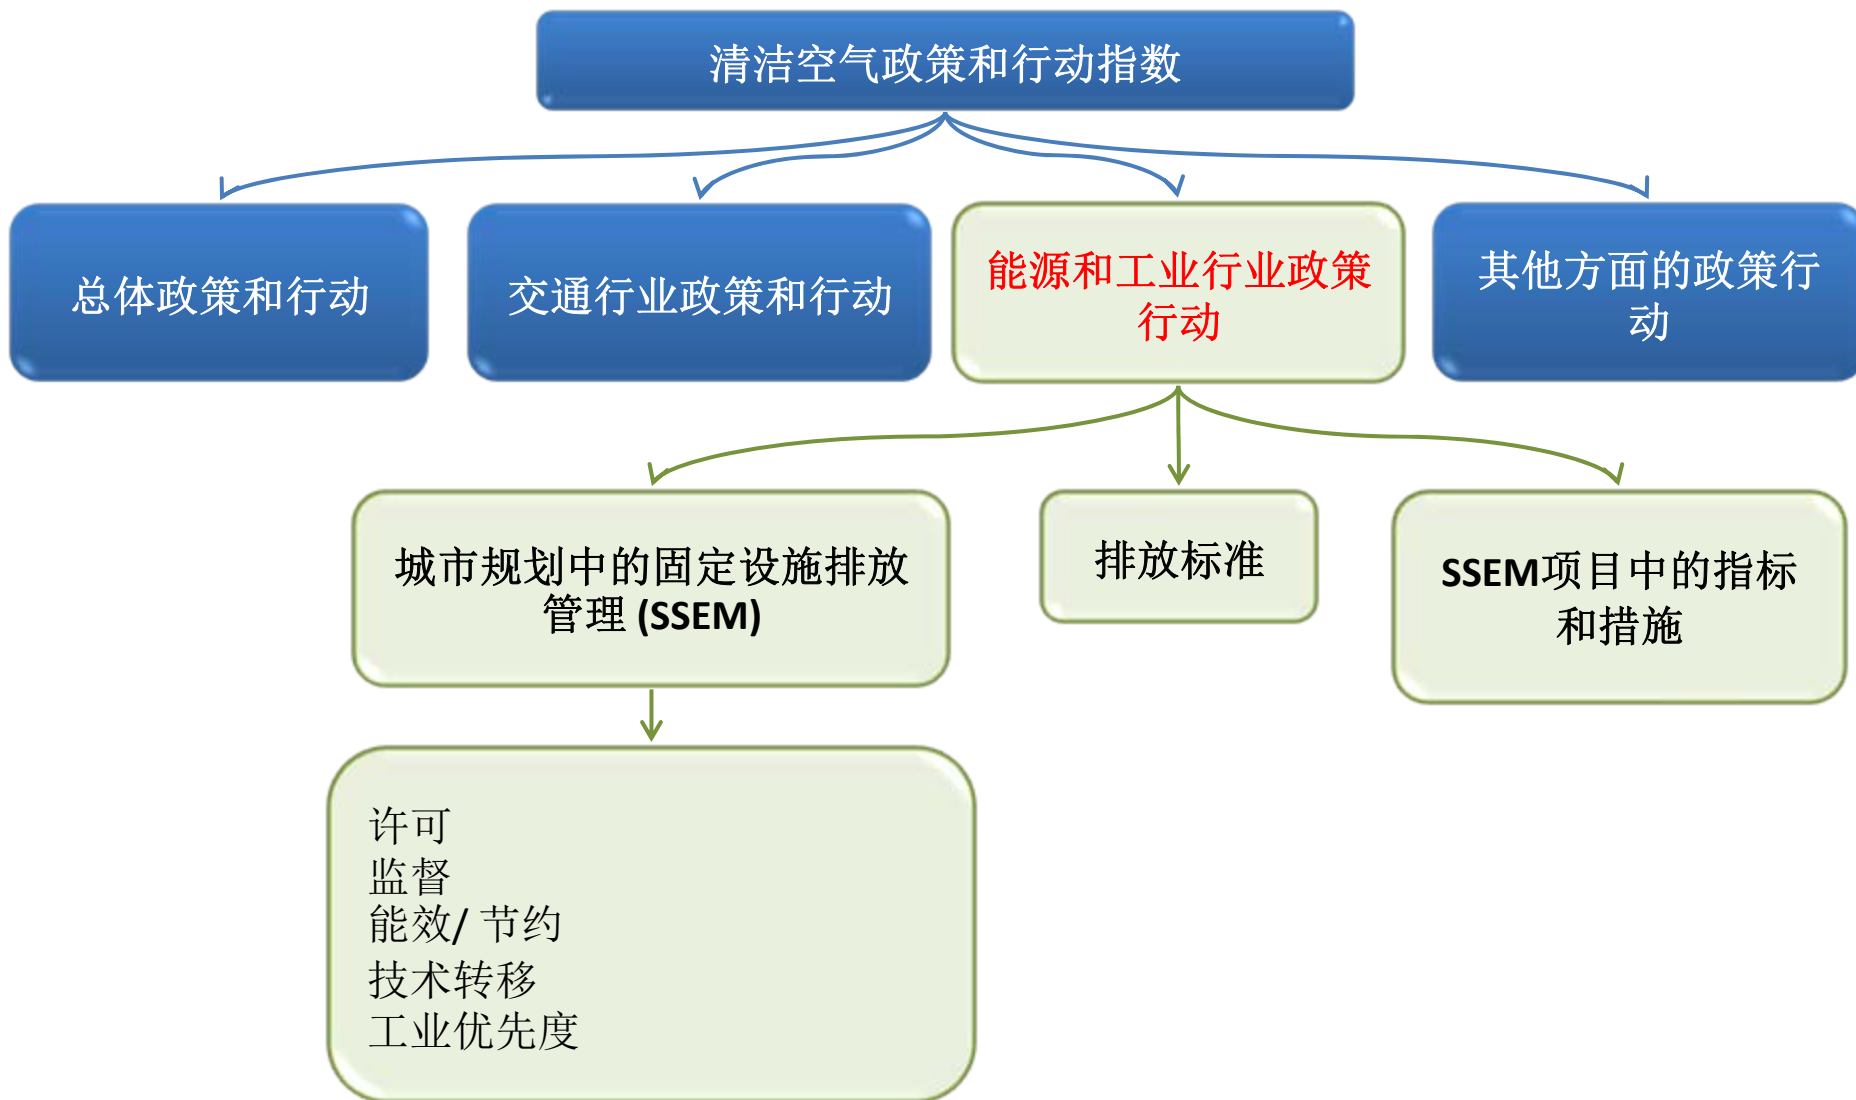 清洁空气政策和行动指数
总体政策和行动
交通行业政策和行动
能源和工业行业政策
行动
其他方面的政策行
动
城市规划中的固定设施排放
管理 (SSEM)
排放标准
SSEM项目中的指标
和措施
许可
监督
能效/ 节约
技术转移
工业优先度